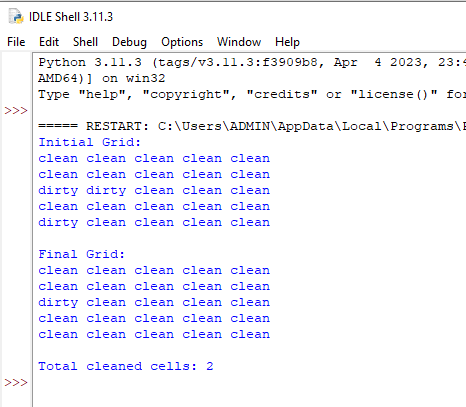 IDLE Shell 3.11.3
File Edit Shell Debug Options Window Help
Python 3.11.3 (tags/v3.11.3:f3909b8, Apr 4 2023, 23:4
AMD64)] on win32
Type "help", "copyright", "credits" or "license()" for
>>>
===== RESTART: C:\Users\ADMIN\AppData\Local\Programs\
Initial Grid:
clean clean clean clean clean
clean clean clean clean clean
dirty dirty clean clean clean
clean clean clean clean clean
dirty clean clean clean clean
Final Grid:
clean clean clean clean clean
clean clean clean clean clean
dirty clean clean clean clean
clean clean clean clean clean
clean clean clean clean clean
Total cleaned cells: 2
>>>